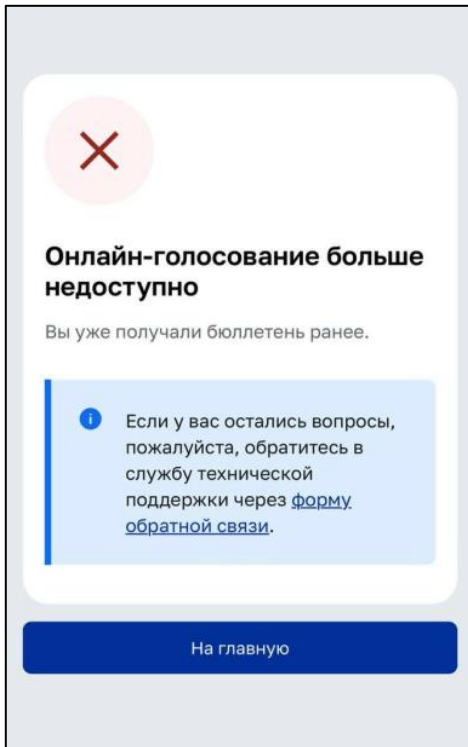 Онлайн-голосование больше
недоступно
Вы уже получали бюллетень ранее.
Если у вас остались вопросы,
пожалуйста, обратитесь в
службу технической
поддержки через форму
обратной связи.
На главную